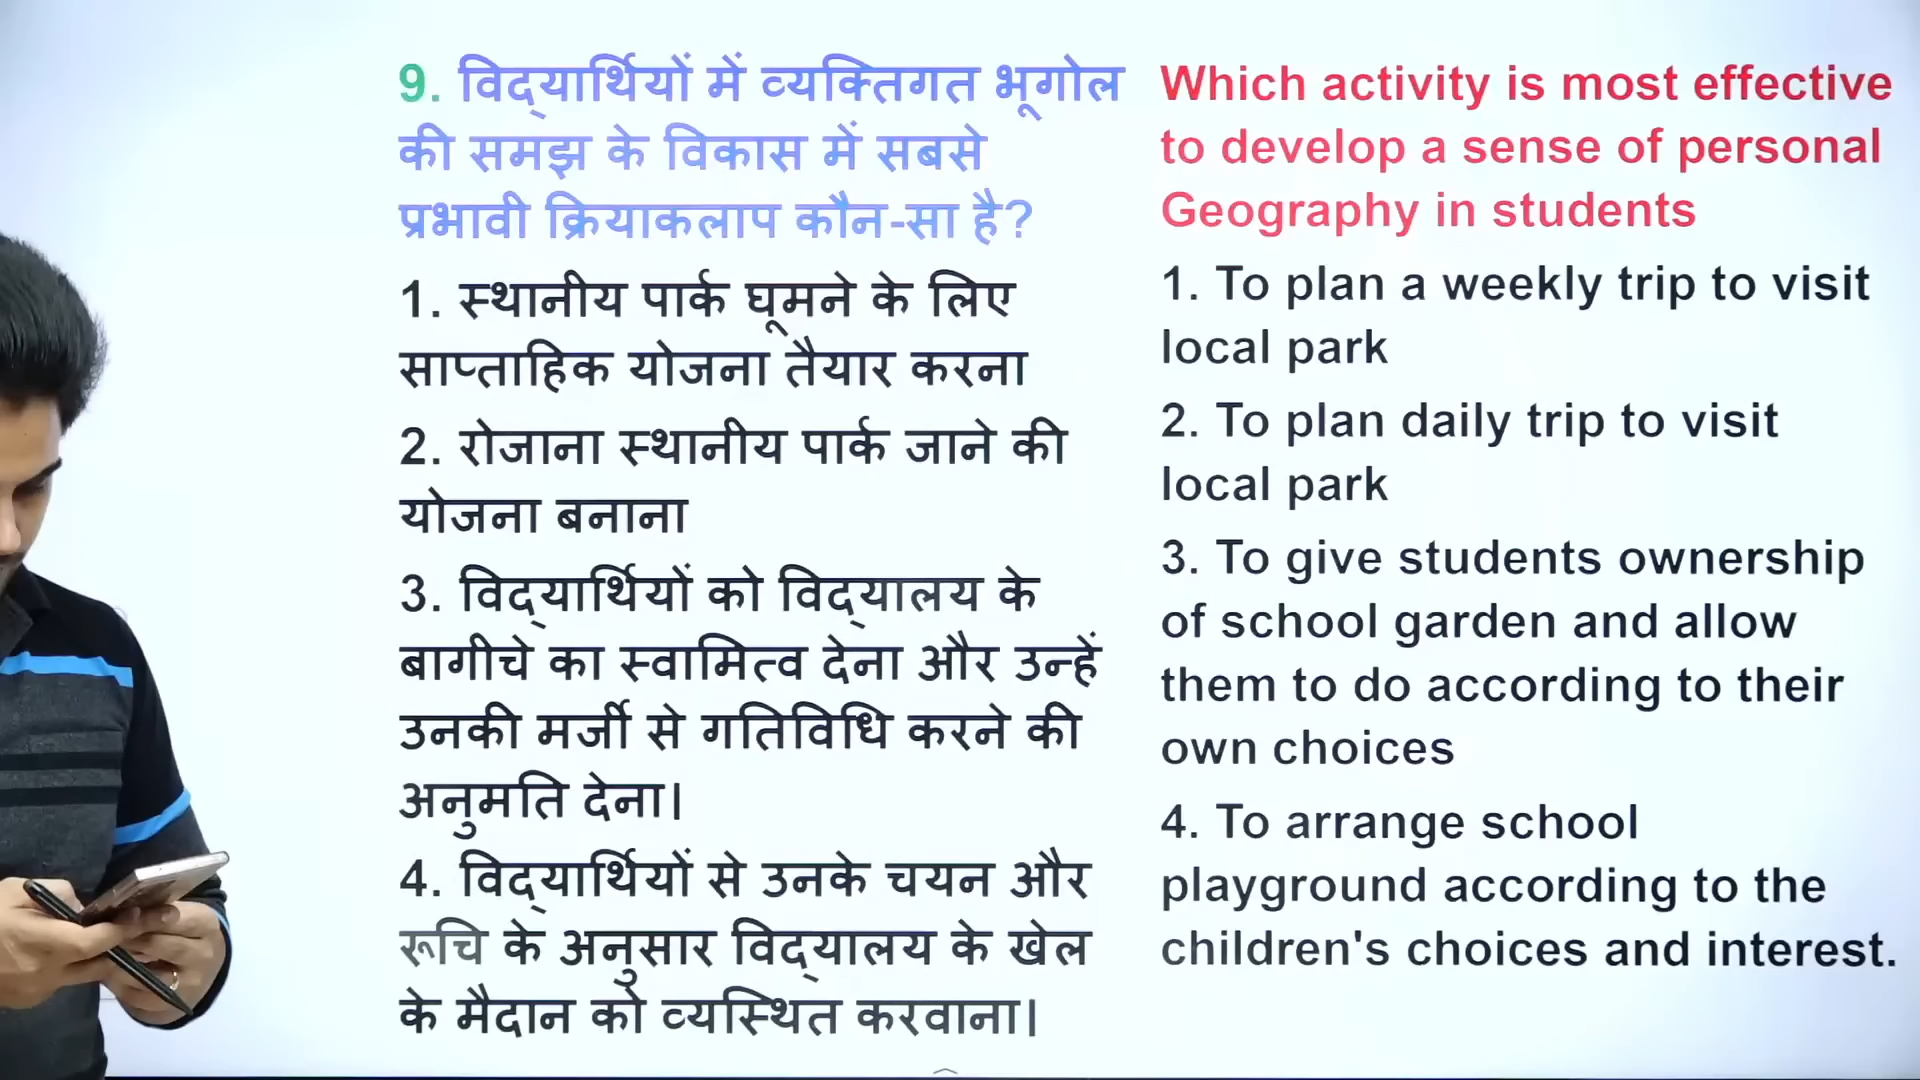 9. विद्यार्थियों में व्यक्तिगत भूगोल
की समझ के विकास में सबसे
प्रभावी क्रियाकलाप कौन-सा है?
1. स्थानीय पार्क घूमने के लिए
साप्ताहिक योजना तैयार करना
2. रोजाना स्थानीय पार्क जाने की
योजना बनाना
3. विद्यार्थियों को विद्यालय के
बागीचे का स्वामित्व देना और उन्हें
उनकी मर्जी से गतिविधि करने की
अनुमति देना।
4. विद्यार्थियों से उनके चयन और
रूचि के अनुसार विद्यालय के खेल
के मैदान को व्यस्थित करवाना।
Which activity is most effective
to develop a sense of personal
Geography in students
1. To plan a weekly trip to visit
local park
2. To plan daily trip to visit
local park
3. To give students ownership
of school garden and allow
them to do according to their
own choices
4. To arrange school
playground according to the
children's choices and interest.